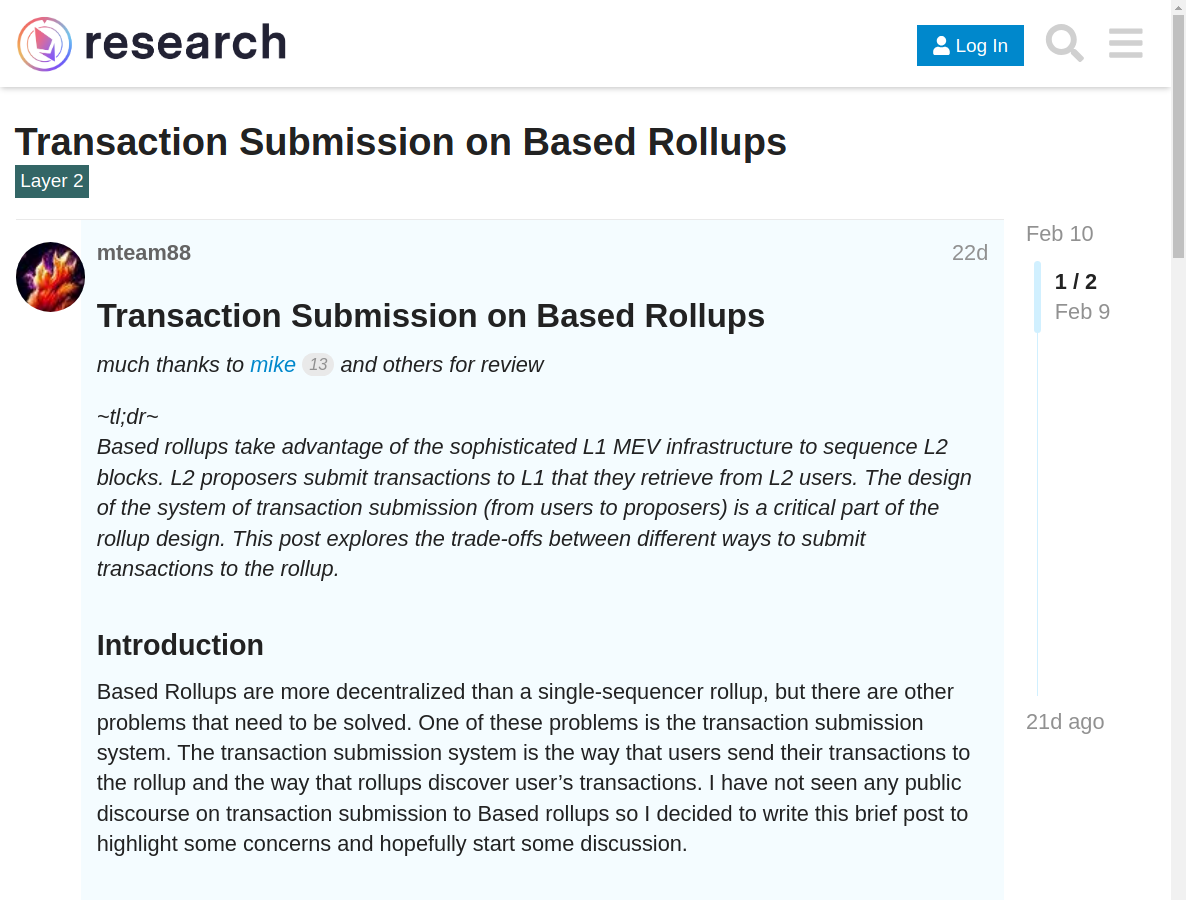 research
Log In
Transaction Submission on Based Rollups
Layer 2
mteam88
22d
Feb 10
1 / 2
Feb 9
Transaction Submission on Based Rollups
much thanks to mike 13 and others for review
~tl;dr~
Based rollups take advantage of the sophisticated L1 MEV infrastructure to sequence L2
blocks. L2 proposers submit transactions to L1 that they retrieve from L2 users. The design
of the system of transaction submission (from users to proposers) is a critical part of the
rollup design. This post explores the trade-offs between different ways to submit
transactions to the rollup.
Introduction
Based Rollups are more decentralized than a single-sequencer rollup, but there are other
problems that need to be solved. One of these problems is the transaction submission
system. The transaction submission system is the way that users send their transactions to
the rollup and the way that rollups discover user’s transactions. I have not seen any public
discourse on transaction submission to Based rollups so I decided to write this brief post to
highlight some concerns and hopefully start some discussion.
21d ago